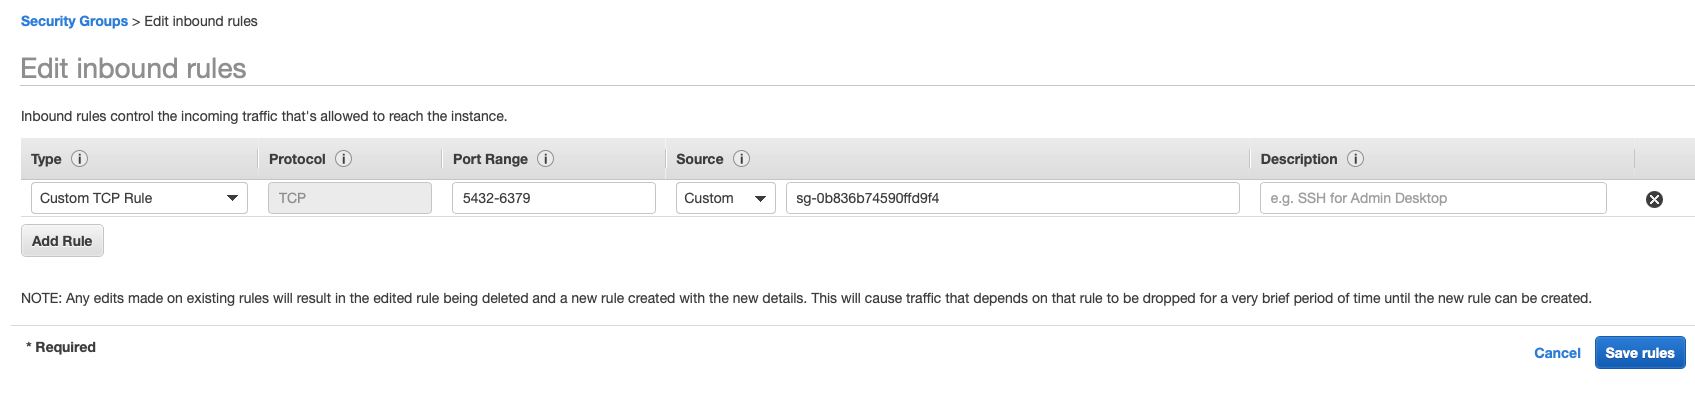 Security Groups > Edit inbound rules
Edit inbound rules
Inbound rules control the incoming traffic that's allowed to reach the instance.
Type i Protocol i Port Range i Source i Description i
Custom TCP Rule TCP 5432-6379 Custom sg-0b836b74590ffd9f4 e.g. SSH for Admin Desktop
Add Rule
NOTE: Any edits made on existing rules will result in the edited rule being deleted and a new rule created with the new details. This will cause traffic that depends on that rule to be dropped for a very brief period of time until the new rule can be created.
* Required
Cancel Save rules